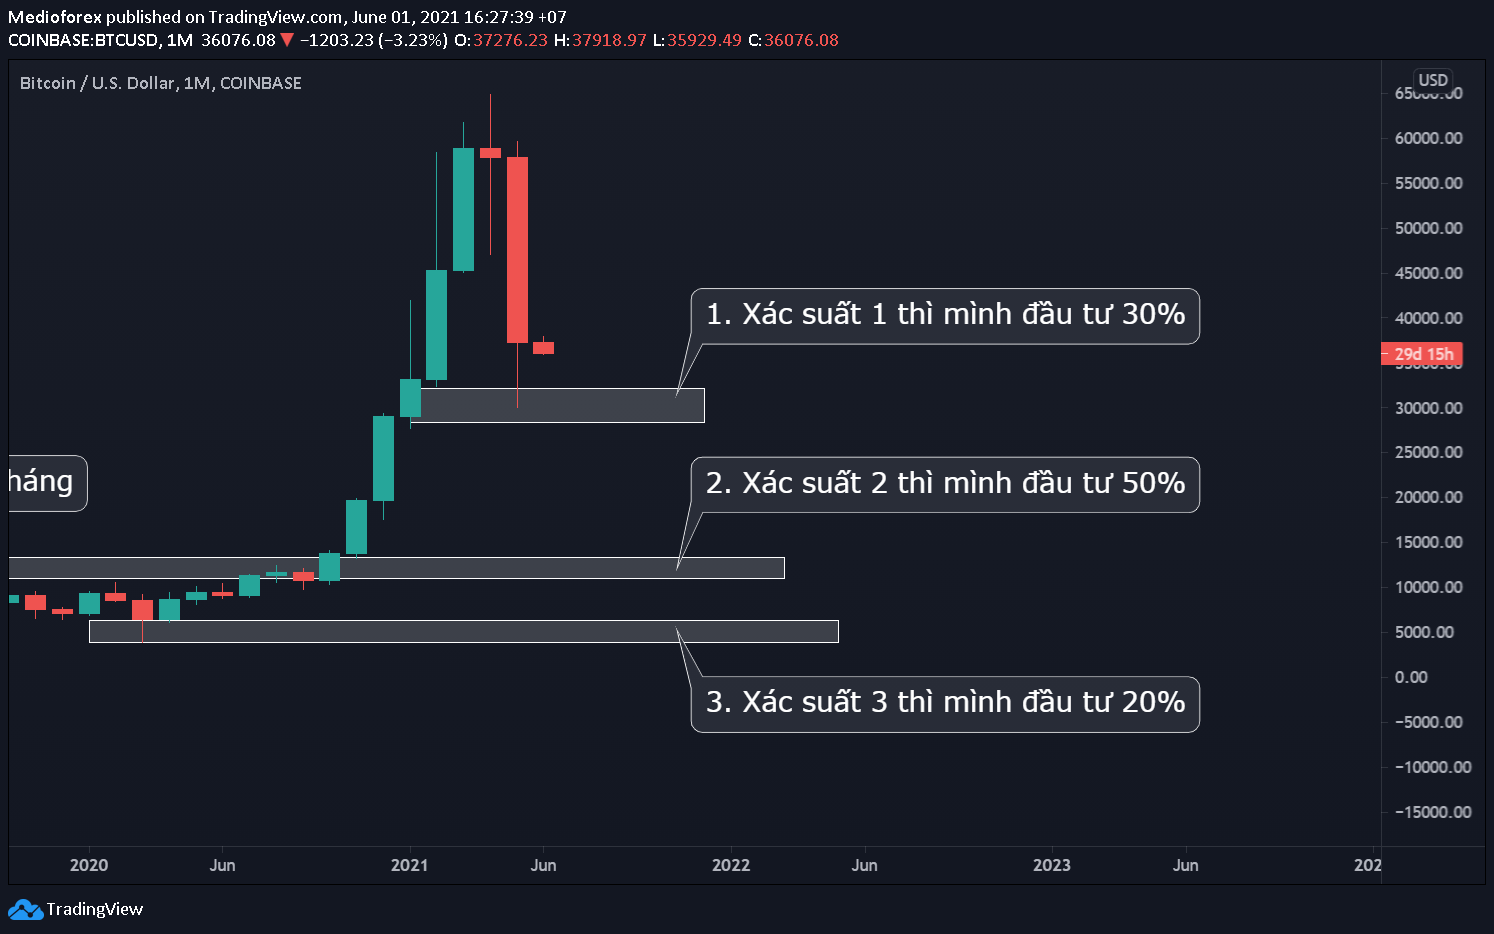 Medioforex published on TradingView.com, June 01, 2021 16:27:39 +07
COINBASE:BTCUSD, 1M 36076.08 ▼ −1203.23 (−3.23%) O:37276.23 H:37918.97 L:35929.49 C:36076.08
Bitcoin / U.S. Dollar, 1M, COINBASE
USD
60000.00
55000.00
50000.00
45000.00
1. Xác suất 1 thì mình đầu tư 30%
40000.00
29d 15h
30000.00
25000.00
háng
2. Xác suất 2 thì mình đầu tư 50%
20000.00
15000.00
10000.00
5000.00
0.00
3. Xác suất 3 thì mình đầu tư 20%
−5000.00
−10000.00
−15000.00
2020 Jun 2021 Jun 2022 Jun 2023 Jun 202
TradingView